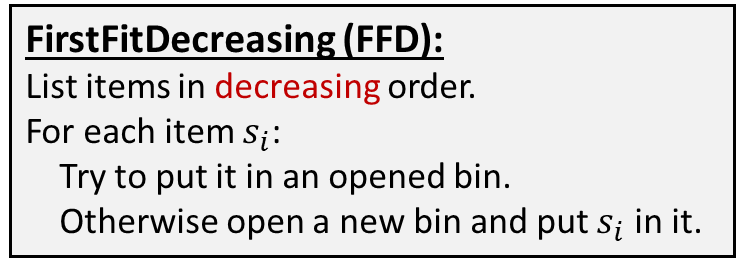 FirstFitDecreasing (FFD):
List items in decreasing order.
For each item sᵢ:
Try to put it in an opened bin.
Otherwise open a new bin and put sᵢ in it.